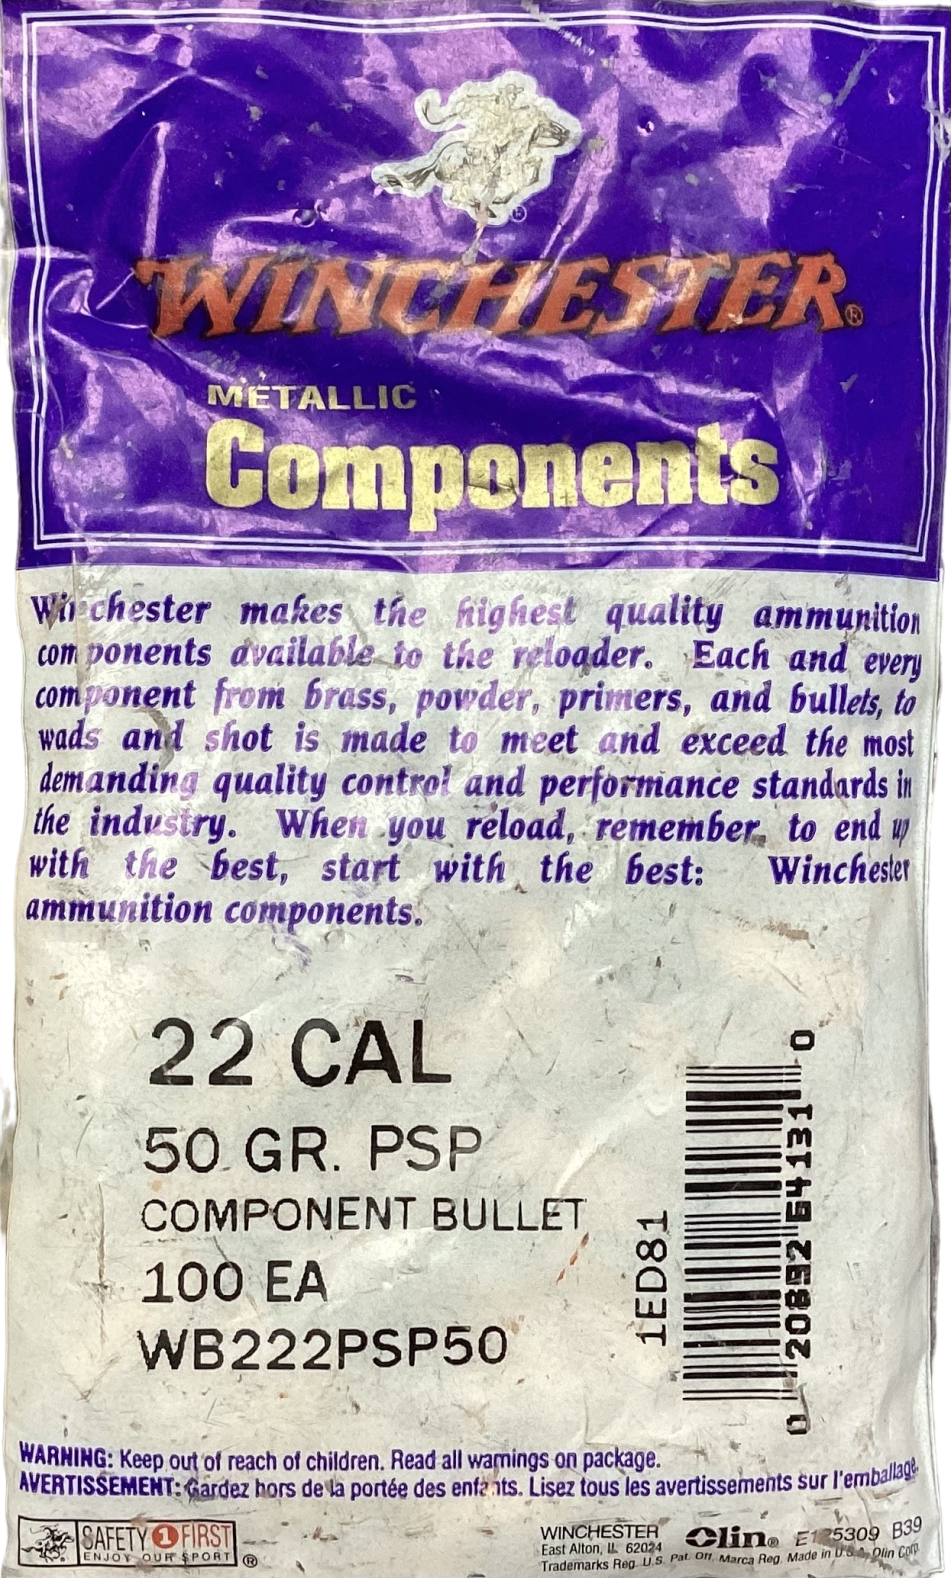 WINCHESTER®
METALLIC
Components
Winchester makes the highest quality ammunition
components available to the reloader. Each and every
component from brass, powder, primers, and bullets, to
wads and shot is made to meet and exceed the most
demanding quality control and performance standards in
the industry. When you reload, remember, to end up
with the best, start with the best: Winchester
ammunition components.
22 CAL
50 GR. PSP
COMPONENT BULLET
100 EA
WB222PSP50
1ED81
0 20892 64131 0
WARNING: Keep out of reach of children. Read all warnings on package.
AVERTISSEMENT: Gardez hors de la portée des enfants. Lisez tous les avertissements sur l'emballage.
SAFETY 1 FIRST
ENJOY OUR SPORT ®
WINCHESTER
East Alton, IL 62024
Olin®
B39
Trademarks Reg. U.S. Pat. Off. Marca Reg. Made in U.S.A. Olin Corp.